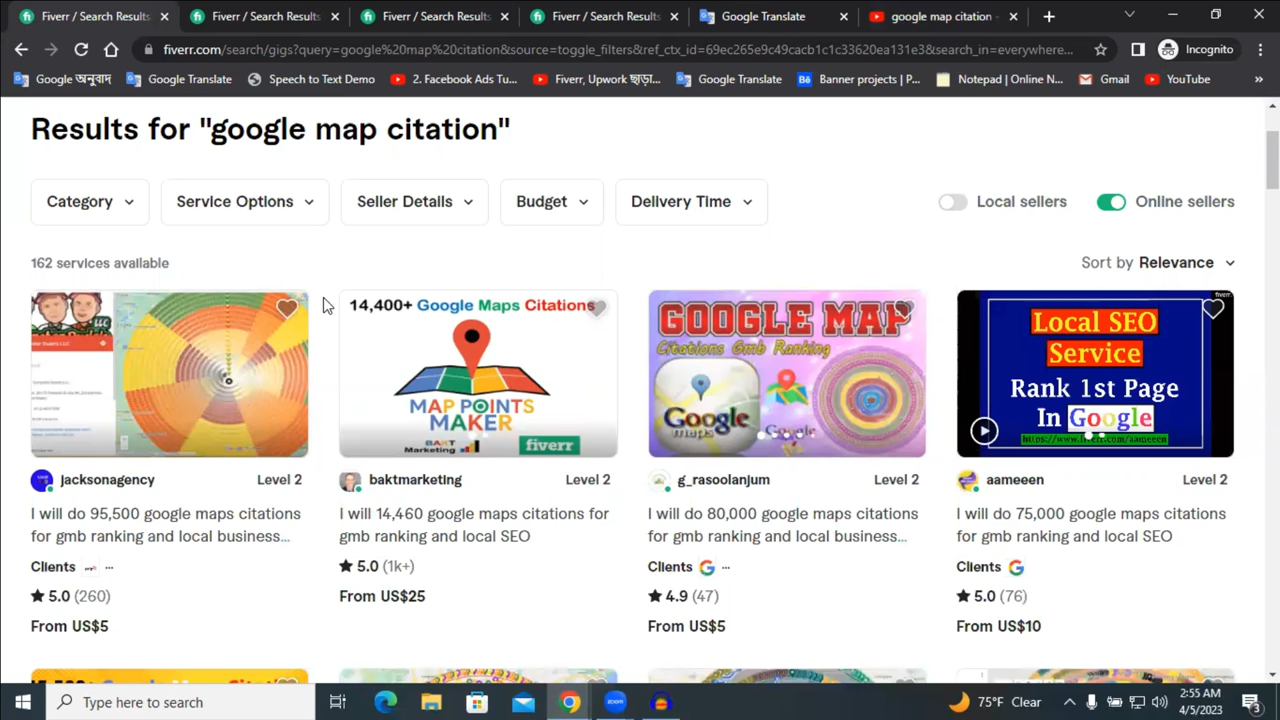 Fiverr / Search Results
Fiverr / Search Results
Fiverr / Search Results
Fiverr / Search Results
Google Translate
google map citation -
fiverr.com/search/gigs?query=google%20map%20citation&source=toggle_filters&ref_ctx_id=69ec265e9c49cacb1c1c33620ea131e3&search_in=everywhere...
Incognito
Google অনুবাদ
Google Translate
Speech to Text Demo
2. Facebook Ads Tu...
Fiverr, Upwork ছাড়া...
Google Translate
Banner projects | P...
Notepad | Online N...
Gmail
YouTube
Results for "google map citation"
Category
Service Options
Seller Details
Budget
Delivery Time
Local sellers
Online sellers
162 services available
Sort by Relevance
14,400+ Google Maps Citations
MAP POINTS
MAKER
BAKT
Marketing
fiverr
GOOGLE MAP
Citations Gmb Ranking
Google
maps
fiverr.
Local SEO
Service
Rank 1st Page
In Google
https://www.fiverr.com/aameeen
jacksonagency
Level 2
I will do 95,500 google maps citations
for gmb ranking and local business...
Clients ...
5.0 (260)
From US$5
baktmarketing
Level 2
I will 14,460 google maps citations for
gmb ranking and local SEO
5.0 (1k+)
From US$25
g_rasoolanjum
Level 2
I will do 80,000 google maps citations
for gmb ranking and local business...
Clients G ...
4.9 (47)
From US$5
aameeen
Level 2
I will do 75,000 google maps citations
for gmb ranking and local SEO
Clients G
5.0 (76)
From US$10
Type here to search
zoom
75°F Clear
2:55 AM
4/5/2023
3